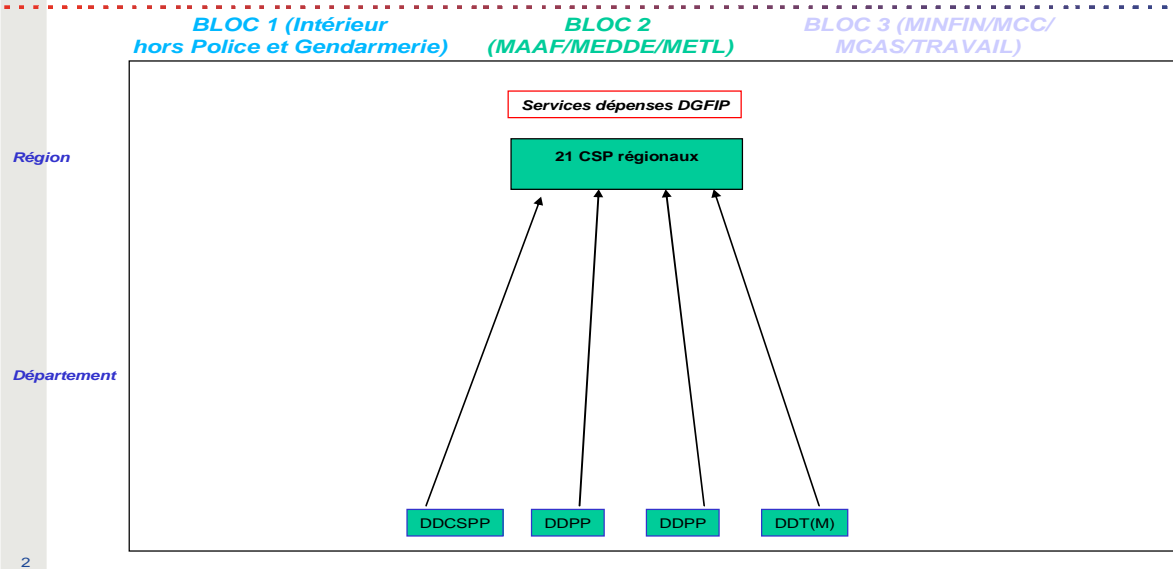 BLOC 1 (Intérieur
hors Police et Gendarmerie)
BLOC 2
(MAAF/MEDDE/METL)
BLOC 3 (MINFIN/MCC/
MCAS/TRAVAIL)
Services dépenses DGFIP
Région
21 CSP régionaux
Département
DDCSPP
DDPP
DDPP
DDT(M)
2